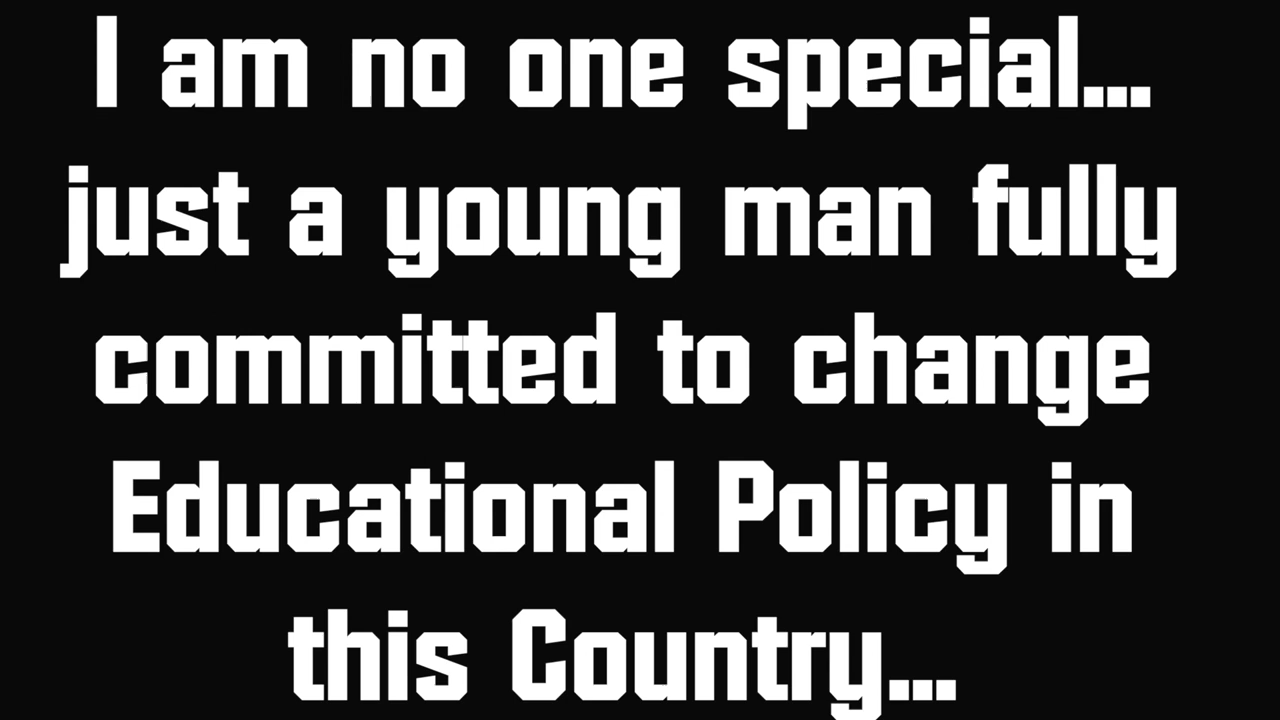 I am no one special...
just a young man fully
committed to change
Educational Policy in
this Country...